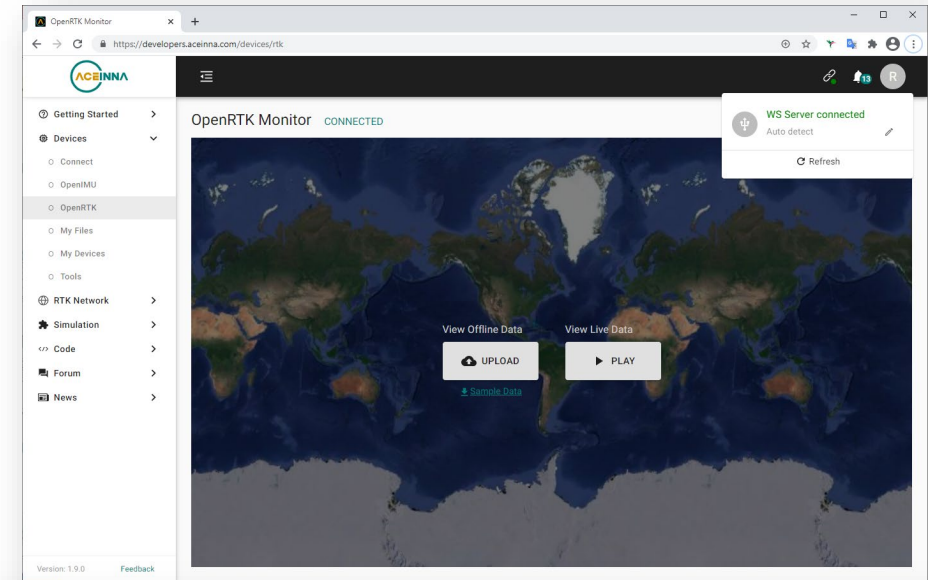 OpenRTK Monitor
https://developers.aceinna.com/devices/rtk
ACEINNA
13
R
Getting Started
Devices
Connect
OpenIMU
OpenRTK
My Files
My Devices
Tools
RTK Network
Simulation
Code
Forum
News
Version: 1.9.0 Feedback
OpenRTK Monitor CONNECTED
WS Server connected
Auto detect
Refresh
View Offline Data View Live Data
UPLOAD PLAY
Sample Data